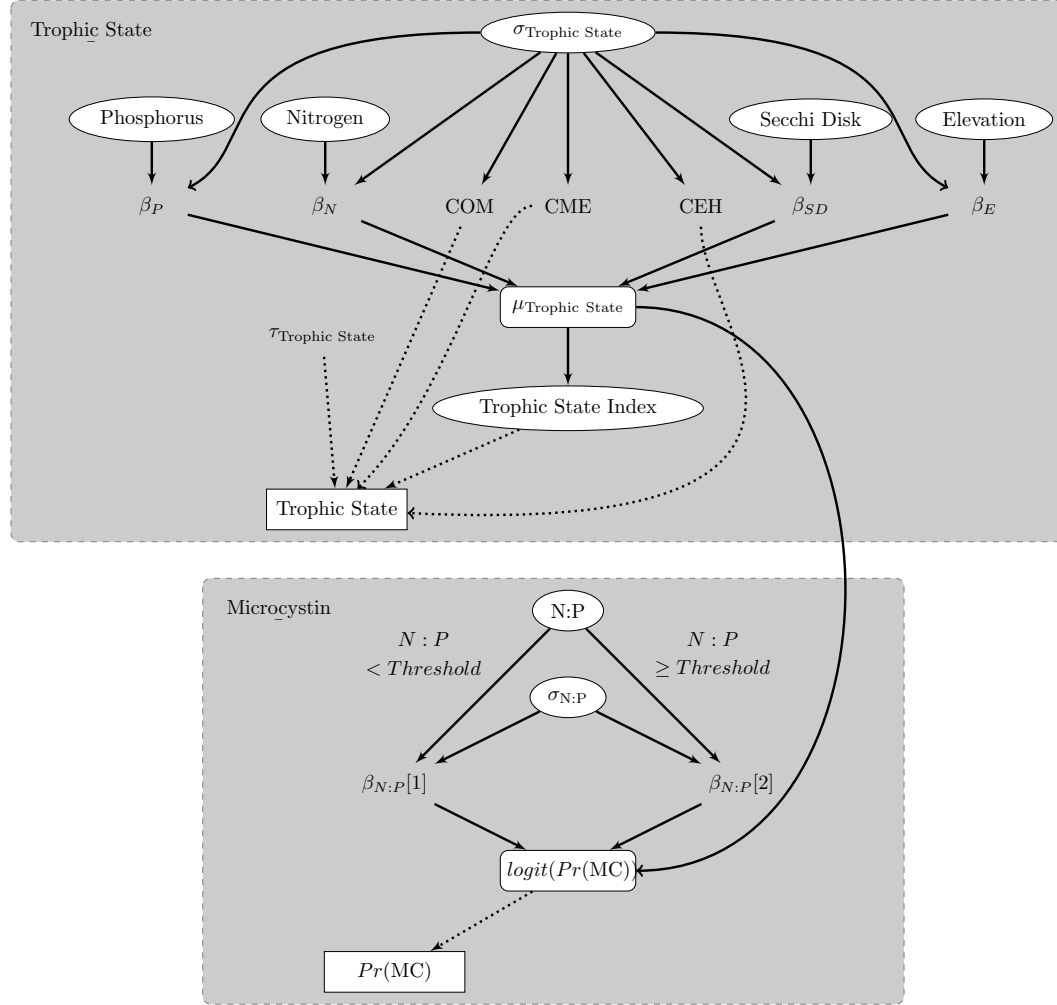 Trophic State
σTrophic State
Phosphorus
Nitrogen
Secchi Disk
Elevation
βP
βN
COM
CME
CEH
βSD
βE
μTrophic State
τTrophic State
Trophic State Index
Trophic State
Microcystin
N:P
N : P
< Threshold
N : P
≥ Threshold
σN:P
βN:P[1]
βN:P[2]
logit(Pr(MC))
Pr(MC)